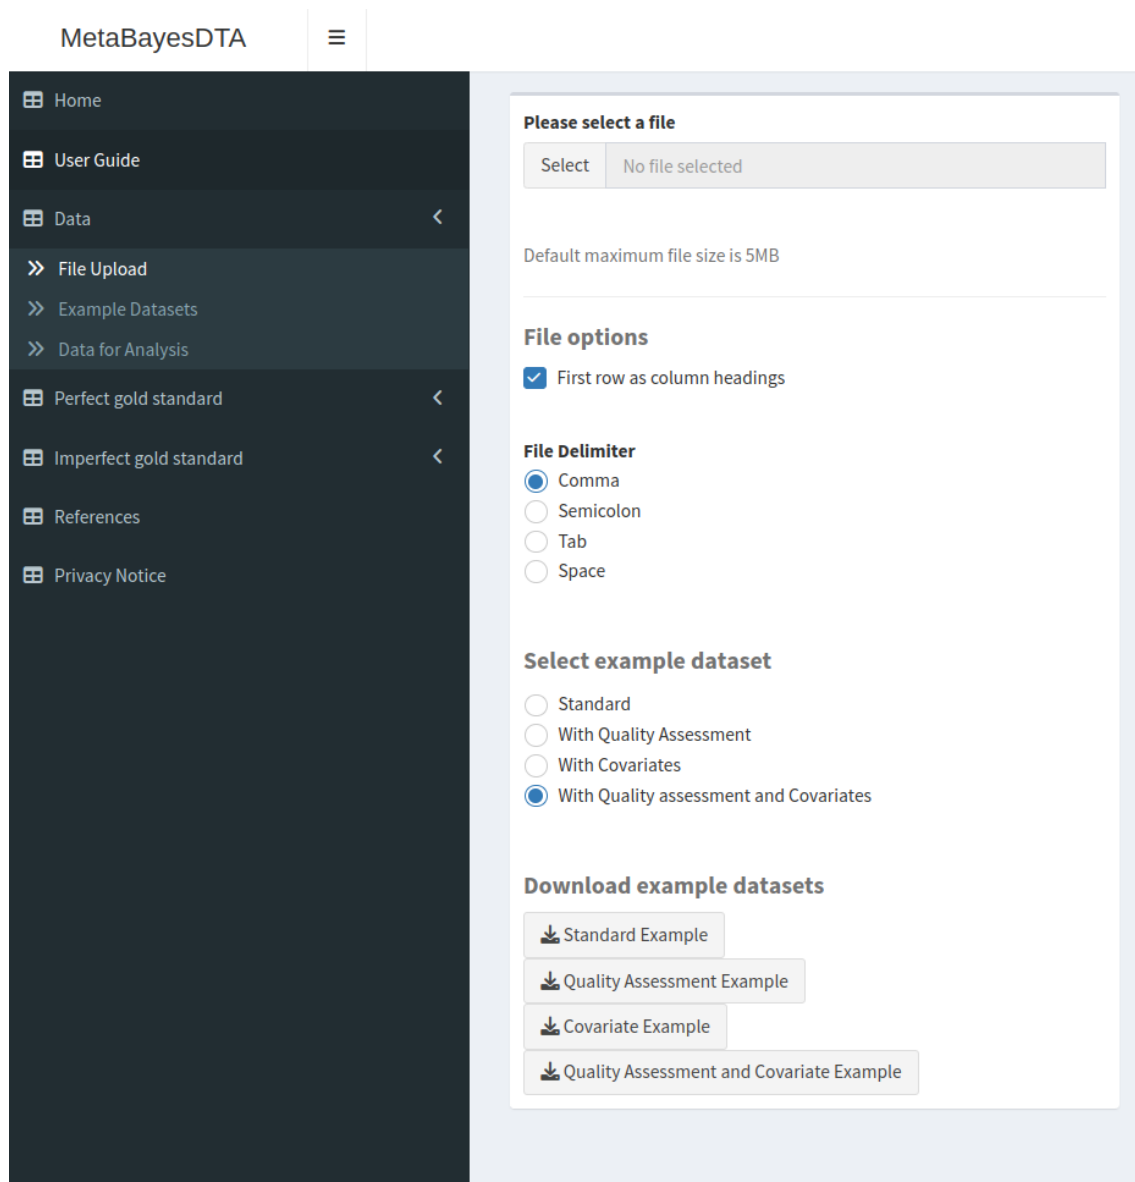 MetaBayesDTA
Home
User Guide
Data
File Upload
Example Datasets
Data for Analysis
Perfect gold standard
Imperfect gold standard
References
Privacy Notice
Please select a file
Select No file selected
Default maximum file size is 5MB
File options
First row as column headings
File Delimiter
Comma
Semicolon
Tab
Space
Select example dataset
Standard
With Quality Assessment
With Covariates
With Quality assessment and Covariates
Download example datasets
Standard Example
Quality Assessment Example
Covariate Example
Quality Assessment and Covariate Example